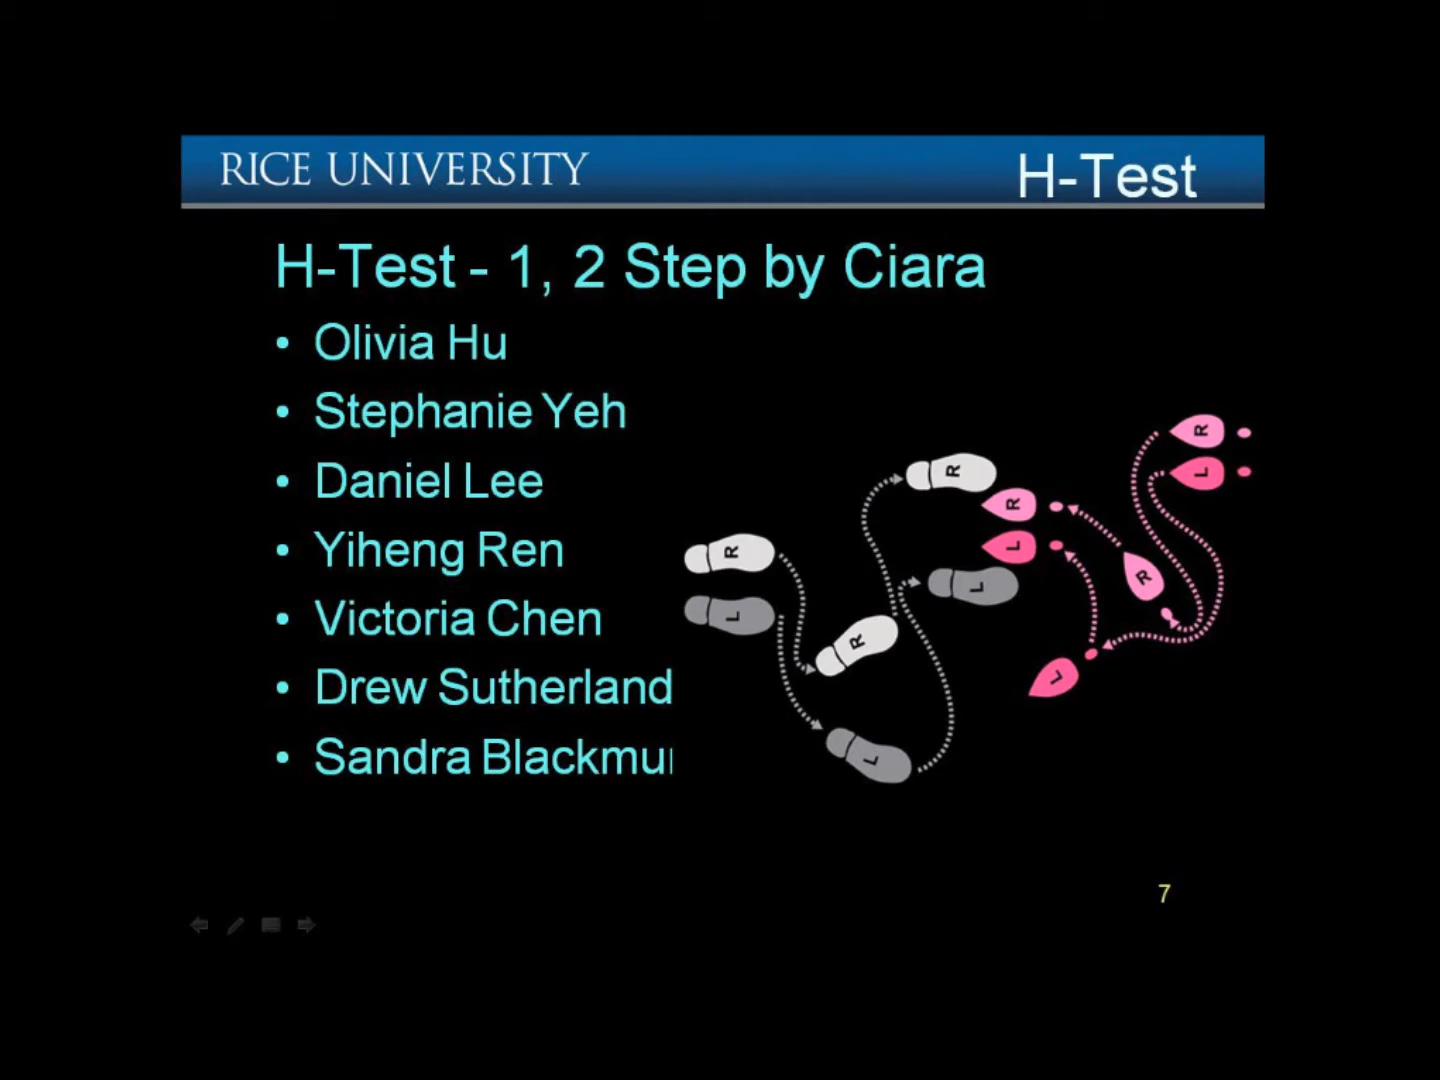 RICE UNIVERSITY
H-Test
H-Test - 1, 2 Step by Ciara
• Olivia Hu
• Stephanie Yeh
• Daniel Lee
• Yiheng Ren
• Victoria Chen
• Drew Sutherland
• Sandra
R
L
R
L
R
L
R
L
R
L
R
L
7